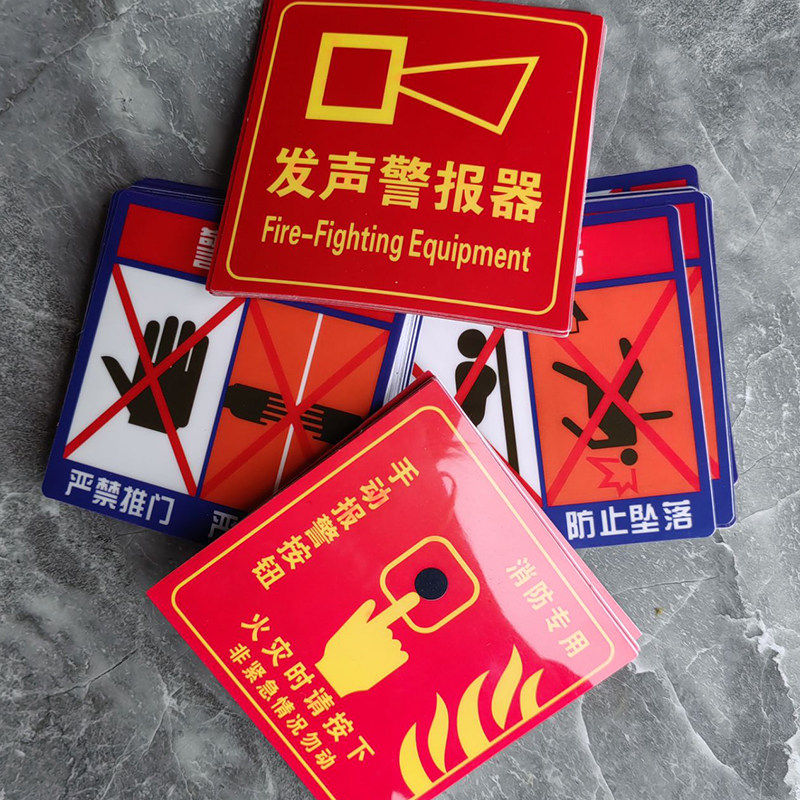 发声警报器
Fire-Fighting Equipment
严禁推门
严
防止坠落
手动报警按钮
消防专用
火灾时请按下
非紧急情况勿动